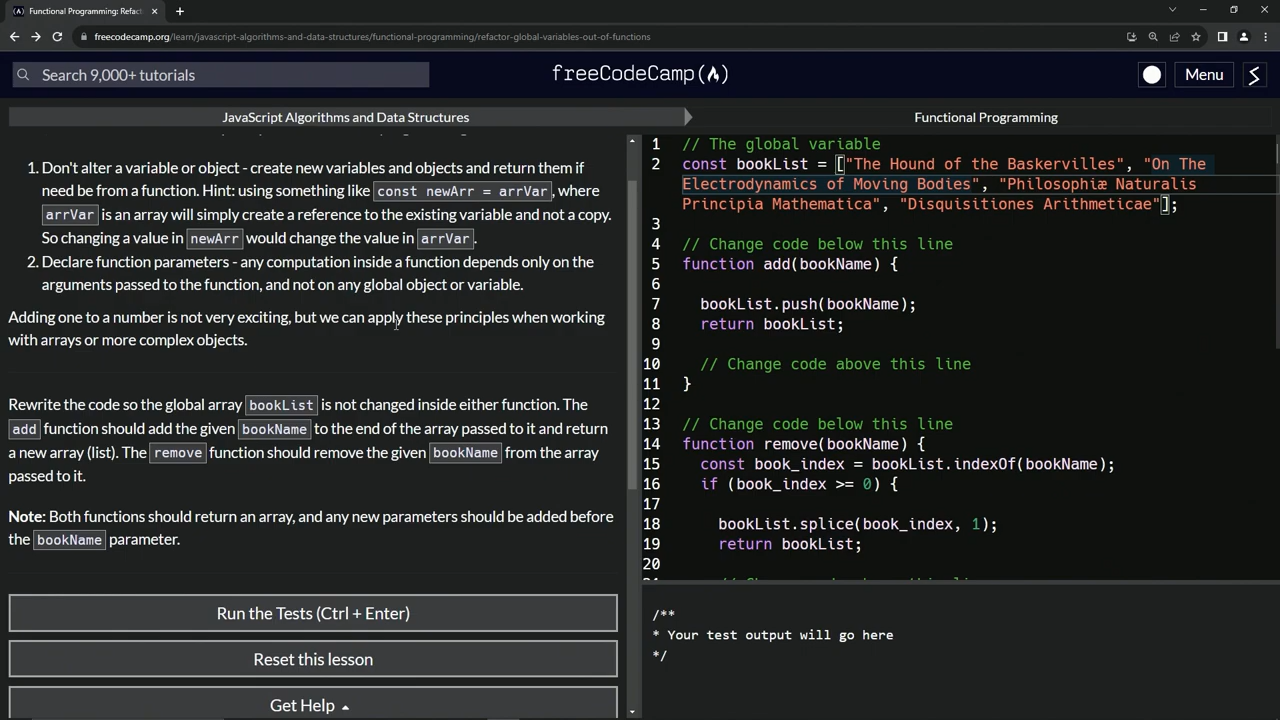 Functional Programming: Refac
freecodecamp.org/learn/javascript-algorithms-and-data-structures/functional-programming/refactor-global-variables-out-of-functions
Search 9,000+ tutorials
freeCodeCamp
Menu
JavaScript Algorithms and Data Structures
Functional Programming
1. Don't alter a variable or object - create new variables and objects and return them if
need be from a function. Hint: using something like const newArr = arrVar, where
arrVar is an array will simply create a reference to the existing variable and not a copy.
So changing a value in newArr would change the value in arrVar.
2. Declare function parameters - any computation inside a function depends only on the
arguments passed to the function, and not on any global object or variable.
Adding one to a number is not very exciting, but we can apply these principles when working
with arrays or more complex objects.
Rewrite the code so the global array bookList is not changed inside either function. The
add function should add the given bookName to the end of the array passed to it and return
a new array (list). The remove function should remove the given bookName from the array
passed to it.
Note: Both functions should return an array, and any new parameters should be added before
the bookName parameter.
Run the Tests (Ctrl + Enter)
Reset this lesson
Get Help
1 // The global variable
2 const bookList = ["The Hound of the Baskervilles", "On The
Electrodynamics of Moving Bodies", "Philosophiæ Naturalis
Principia Mathematica", "Disquisitiones Arithmeticae"];
3
4 // Change code below this line
5 function add(bookName) {
6
7 bookList.push(bookName);
8 return bookList;
9
10 // Change code above this line
11 }
12
13 // Change code below this line
14 function remove(bookName) {
15 const book_index = bookList.indexOf(bookName);
16 if (book_index >= 0) {
17
18 bookList.splice(book_index, 1);
19 return bookList;
20
/**
* Your test output will go here
*/